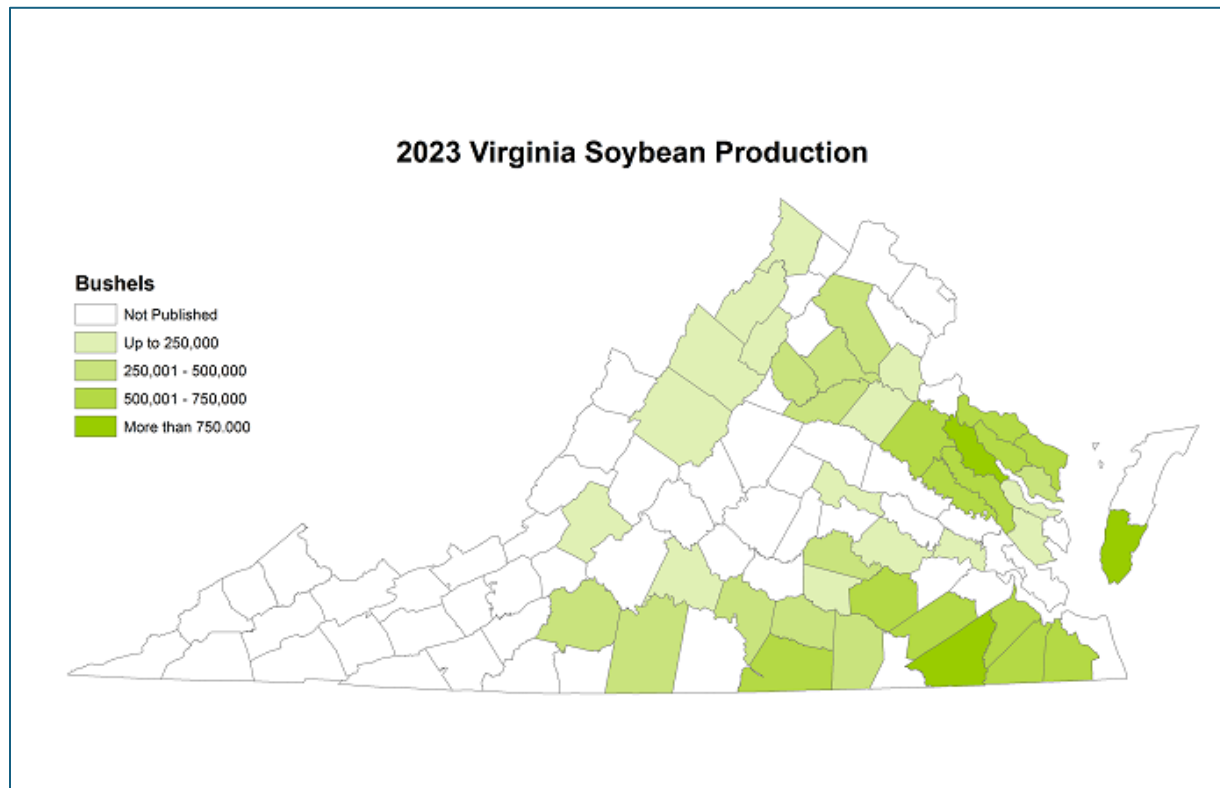 2023 Virginia Soybean Production
Bushels
Not Published
Up to 250,000
250,001 - 500,000
500,001 - 750,000
More than 750.000